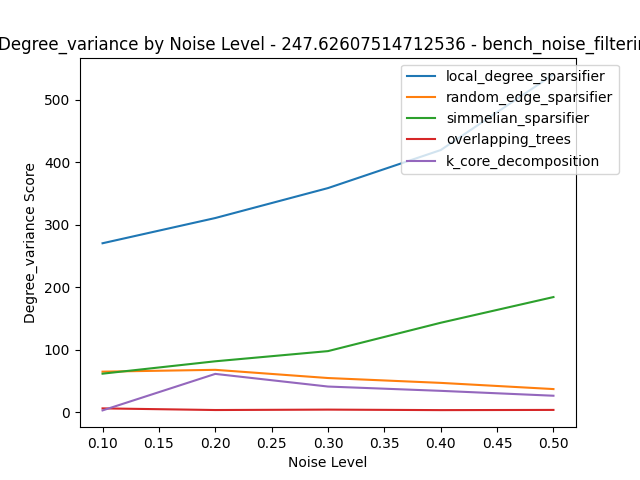 Degree_variance by Noise Level - 247.62607514712536 - bench_noise_filterin
local_degree_sparsifier
random_edge_sparsifier
simmelian_sparsifier
overlapping_trees
k_core_decomposition
Degree_variance Score
500
400
300
200
100
0
0.10 0.15 0.20 0.25 0.30 0.35 0.40 0.45 0.50
Noise Level